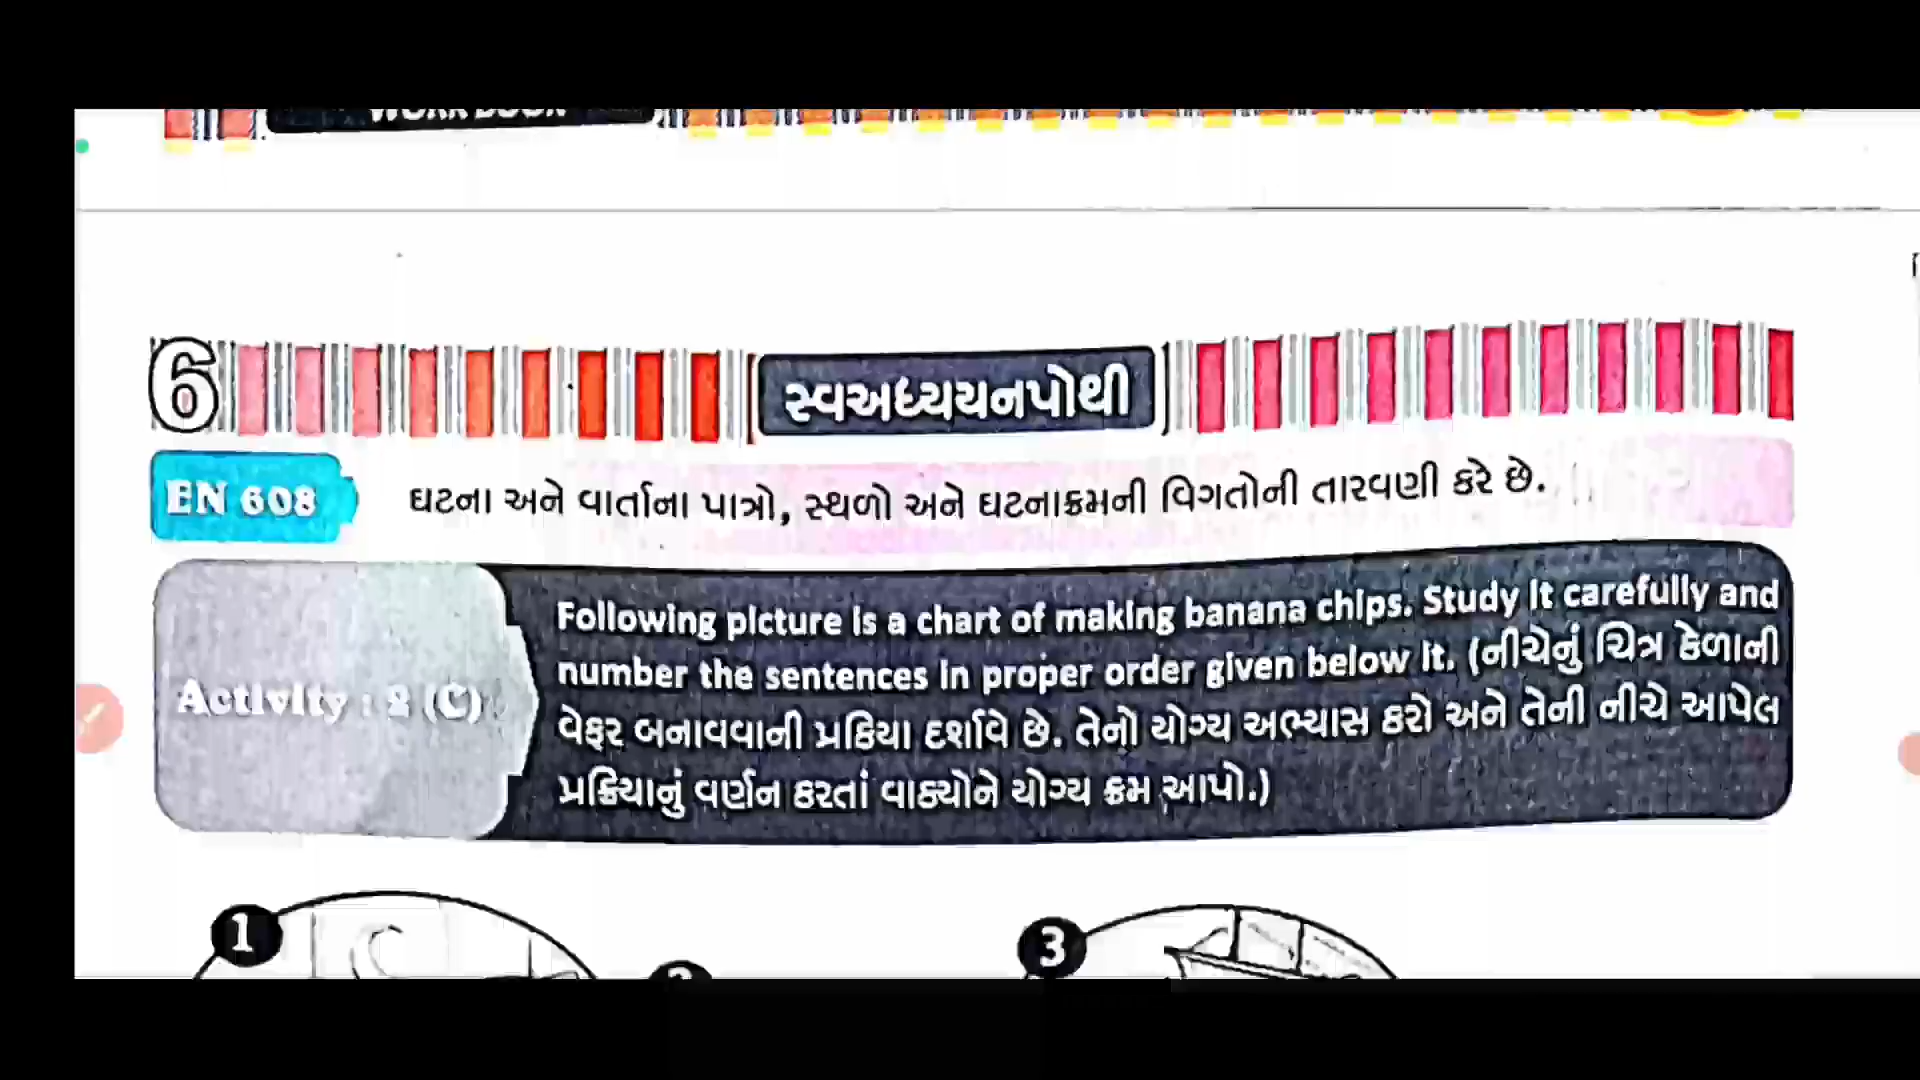 WORK BOOK
6 સ્વઅધ્યયનપોથી
EN 608 ઘટના અને વાર્તાના પાત્રો, સ્થળો અને ઘટનાક્રમની વિગતોની તારવણી કરે છે.
Activity : 2 (C)
Following picture is a chart of making banana chips. Study it carefully and
number the sentences in proper order given below it. (નીચેનું ચિત્ર કેળાની
વેફર બનાવવાની પ્રક્રિયા દર્શાવે છે. તેનો યોગ્ય અભ્યાસ કરો અને તેની નીચે આપેલ
પ્રક્રિયાનું વર્ણન કરતાં વાક્યોને યોગ્ય ક્રમ આપો.)
1 3